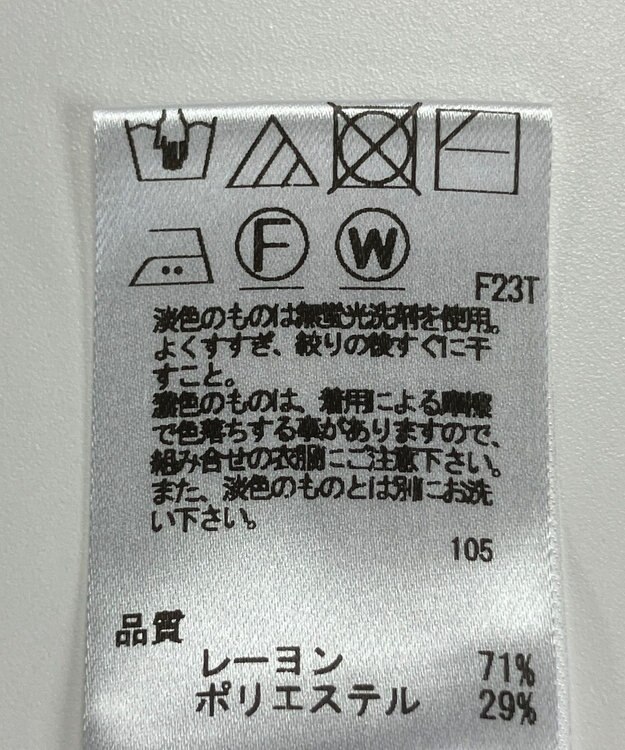 F W
F23T
淡色のものは無蛍光洗剤を使用。
よくすすぎ、絞りの後すぐに干
すこと。
濃色のものは、着用による摩擦
で色落ちする事がありますので、
組み合せの衣服にご注意下さい。
また、淡色のものとは別にお洗
い下さい。
105
品質
レーヨン 71%
ポリエステル 29%